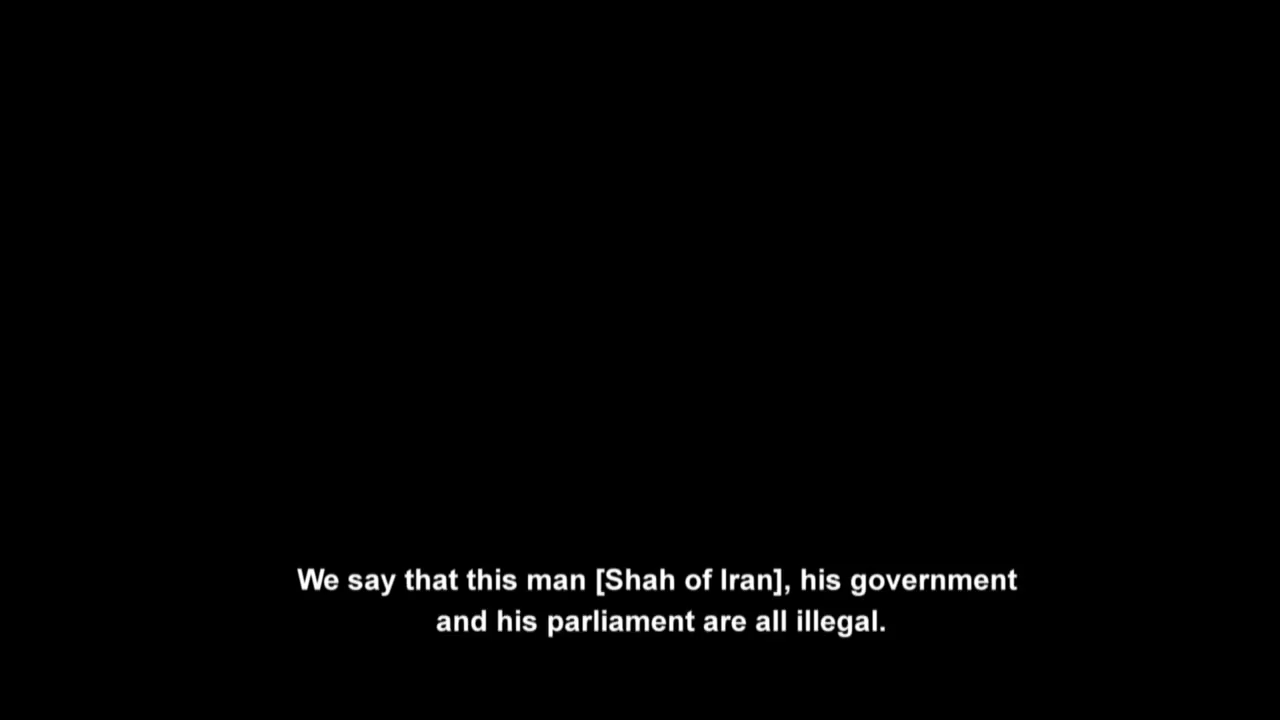 We say that this man [Shah of Iran], his government
and his parliament are all illegal.